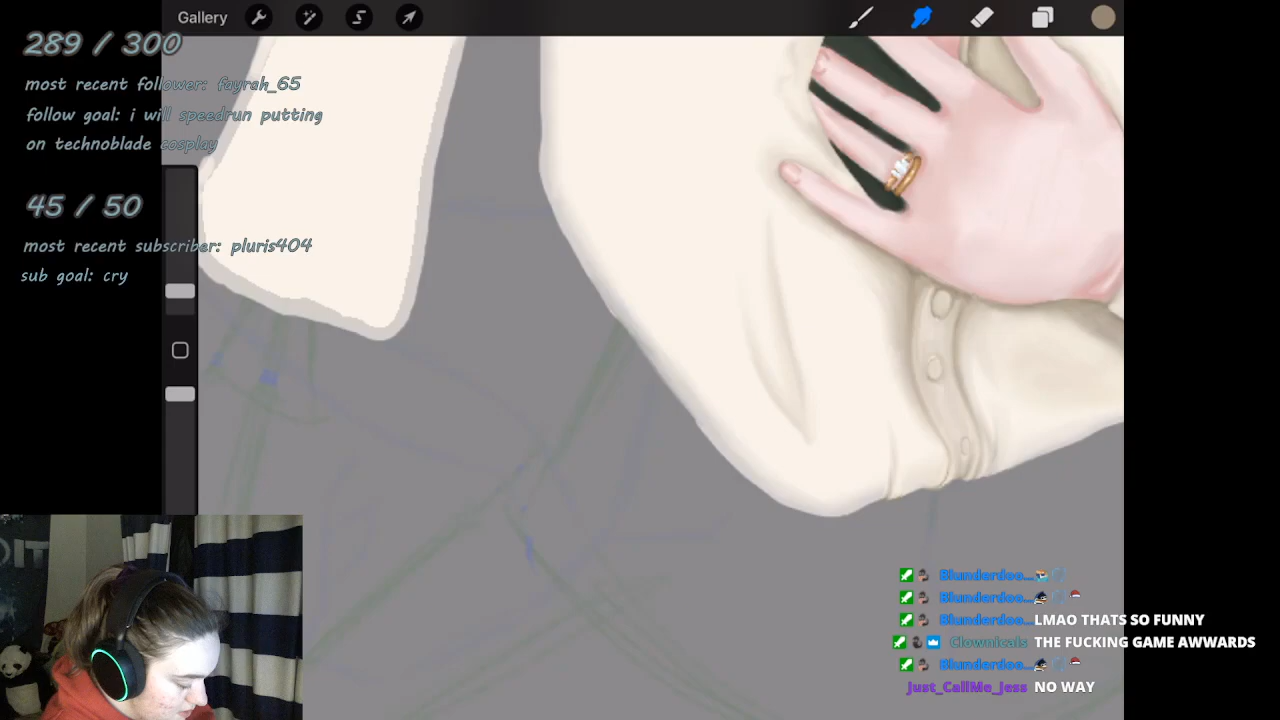 Gallery
289 / 300
most recent follower: fayrah_65
follow goal: i will speedrun putting
on technoblade cosplay
45 / 50
most recent subscriber: pluris404
sub goal: cry
Blunderdoo...
Blunderdoo...
Blunderdoo... LMAO THATS SO FUNNY
Clownicals THE FUCKING GAME AWWARDS
Blunderdoo...
Just_CallMe_Jess NO WAY